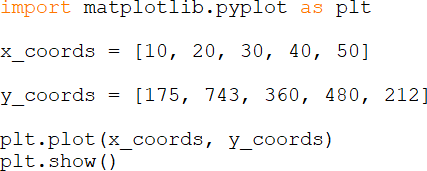 import matplotlib.pyplot as plt
x_coords = [10, 20, 30, 40, 50]
y_coords = [175, 743, 360, 480, 212]
plt.plot(x_coords, y_coords)
plt.show()